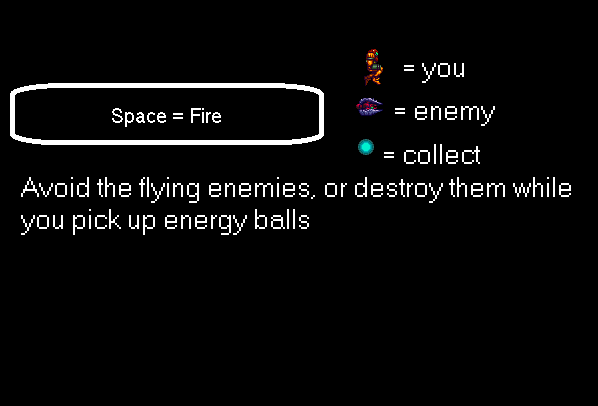 = you
Space = Fire
= enemy
= collect
Avoid the flying enemies, or destroy them while
you pick up energy balls